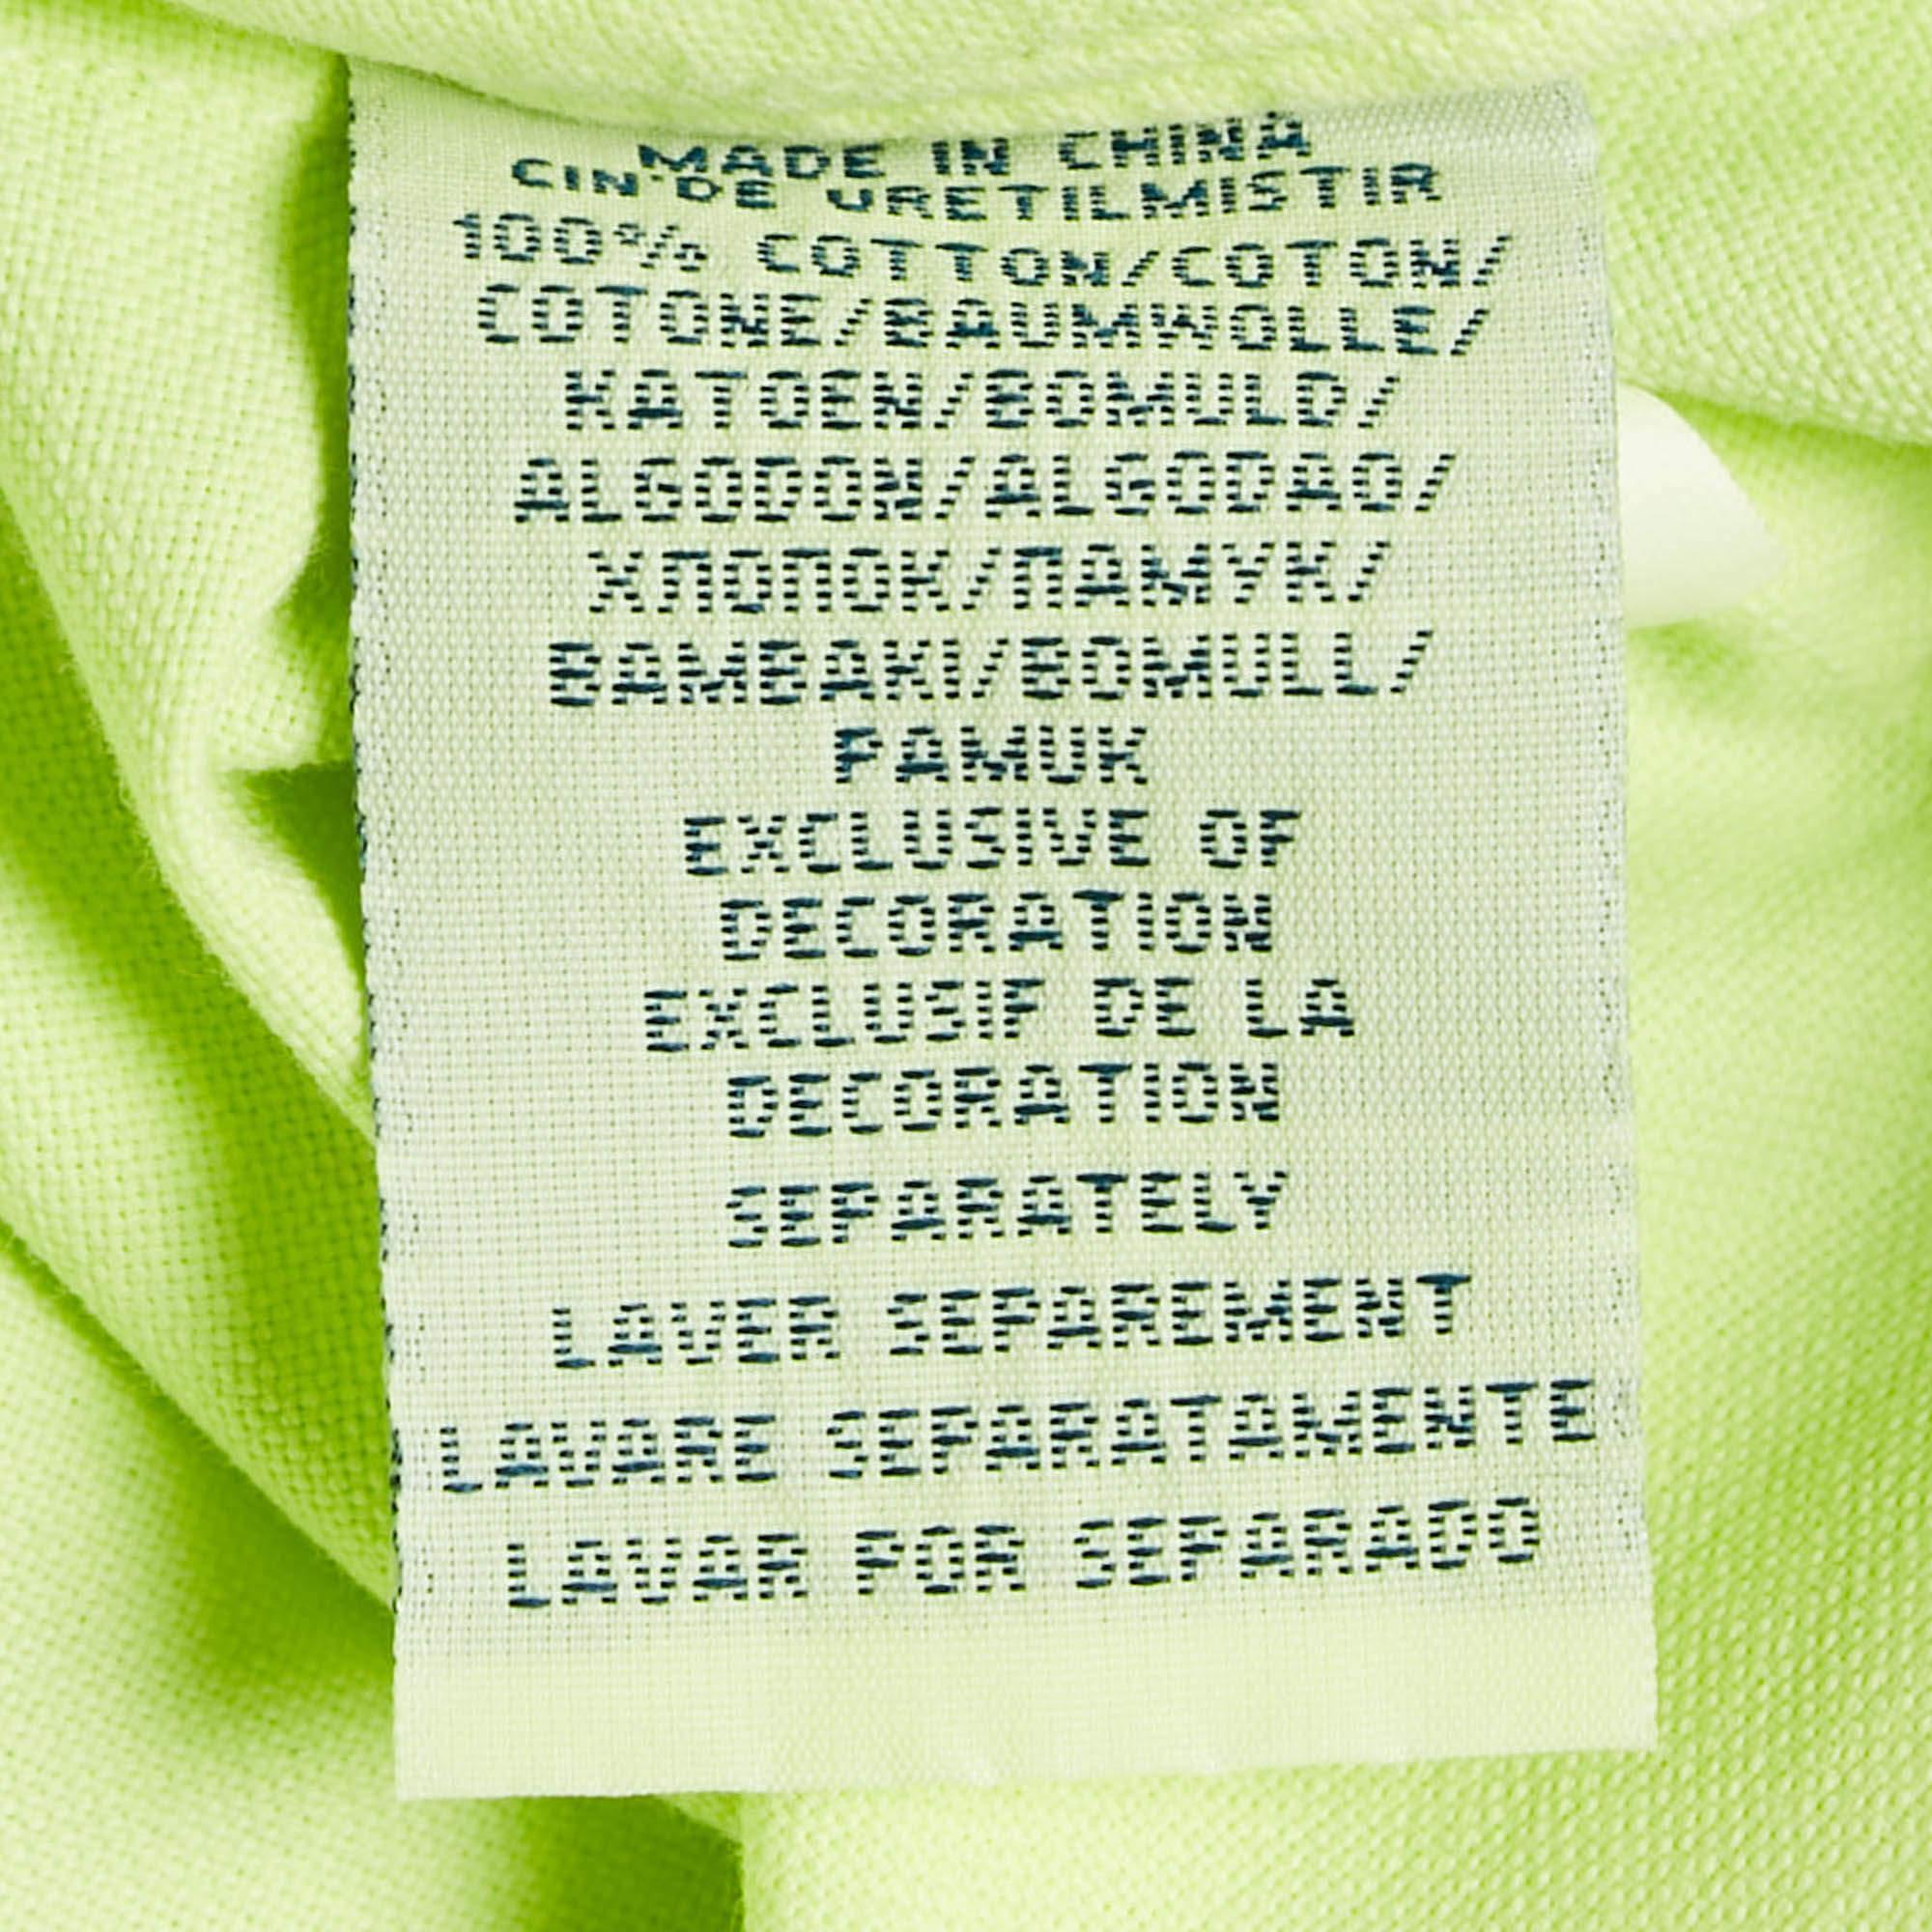 MADE IN CHINA
CIN'DE URETILMISTIR
100% COTTON/COTON/
COTONE/BAUMWOLLE/
KATOEN/BOMULD/
ALGODON/ALGODAO/
ХЛОПОК/ПАМУК/
BAMBAKI/BOMULL/
PAMUK
EXCLUSIVE OF
DECORATION
EXCLUSIF DE LA
DECORATION
SEPARATELY
LAVER SEPAREMENT
LAVARE SEPARATAMENTE
LAVAR POR SEPARADO